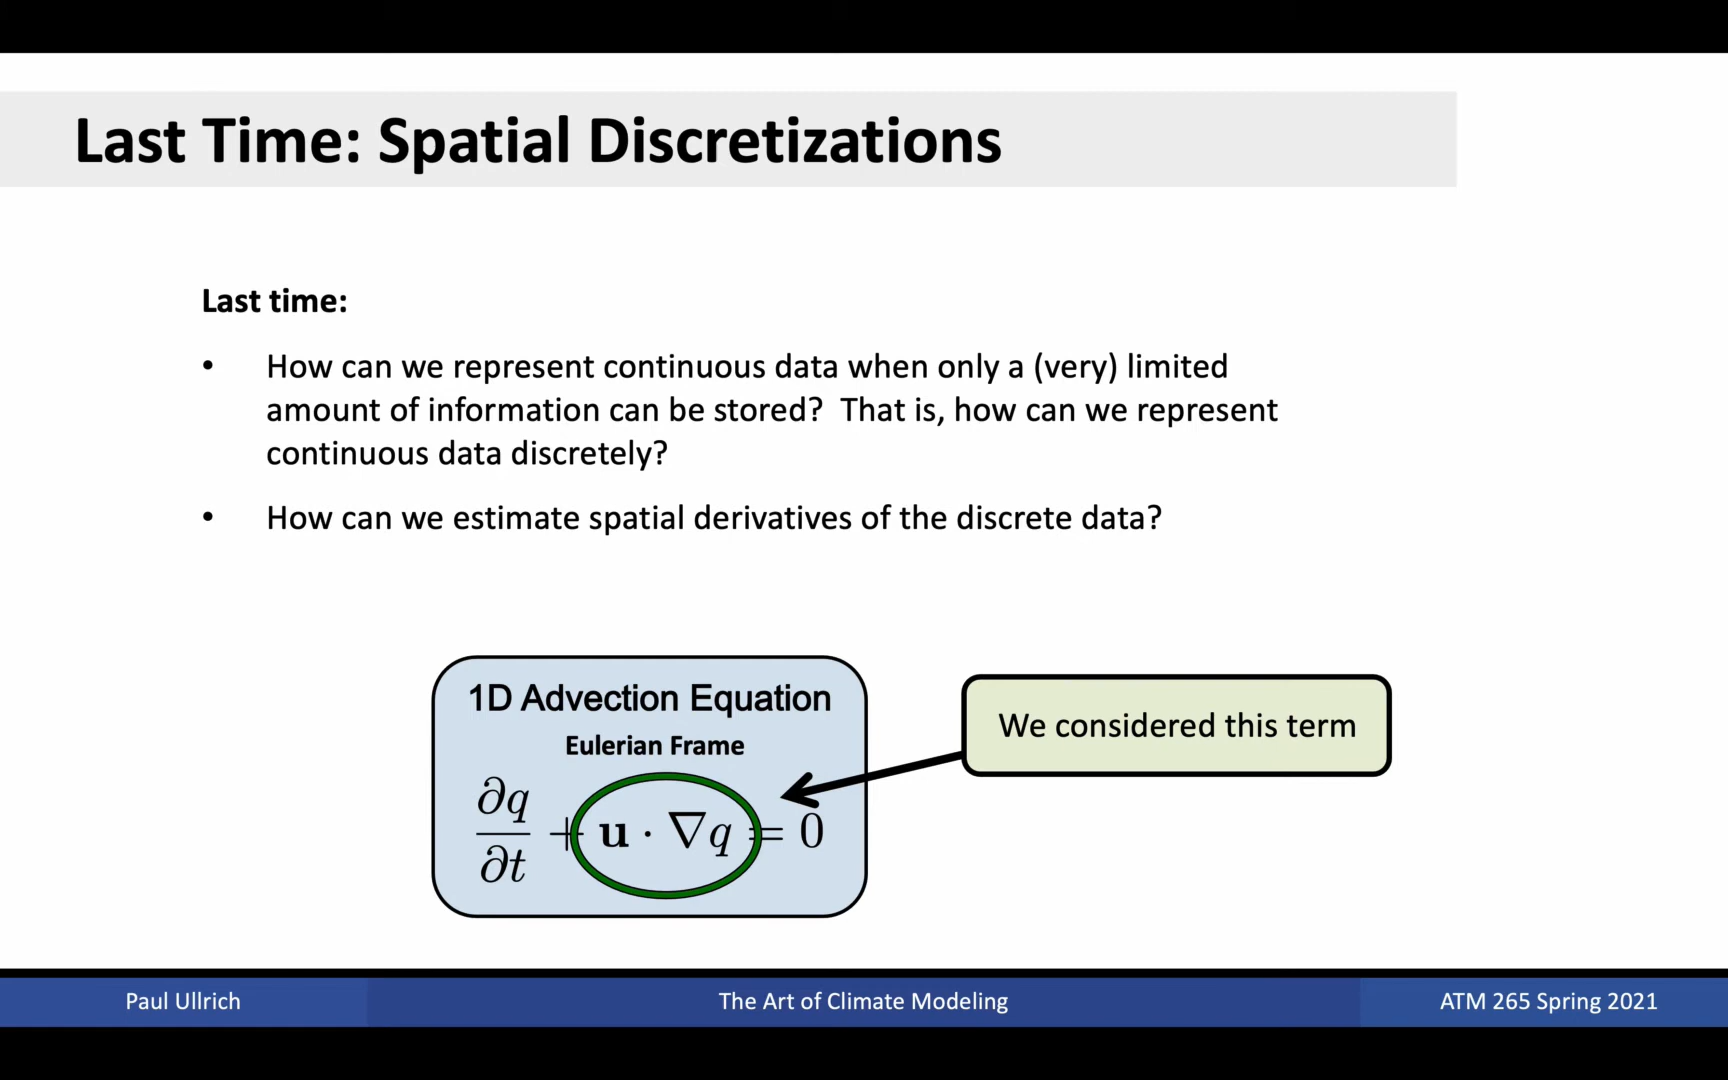 Last Time: Spatial Discretizations
Last time:
• How can we represent continuous data when only a (very) limited
amount of information can be stored? That is, how can we represent
continuous data discretely?
• How can we estimate spatial derivatives of the discrete data?
1D Advection Equation
Eulerian Frame
∂q/∂t + u · ∇q = 0
We considered this term
Paul Ullrich
The Art of Climate Modeling
ATM 265 Spring 2021